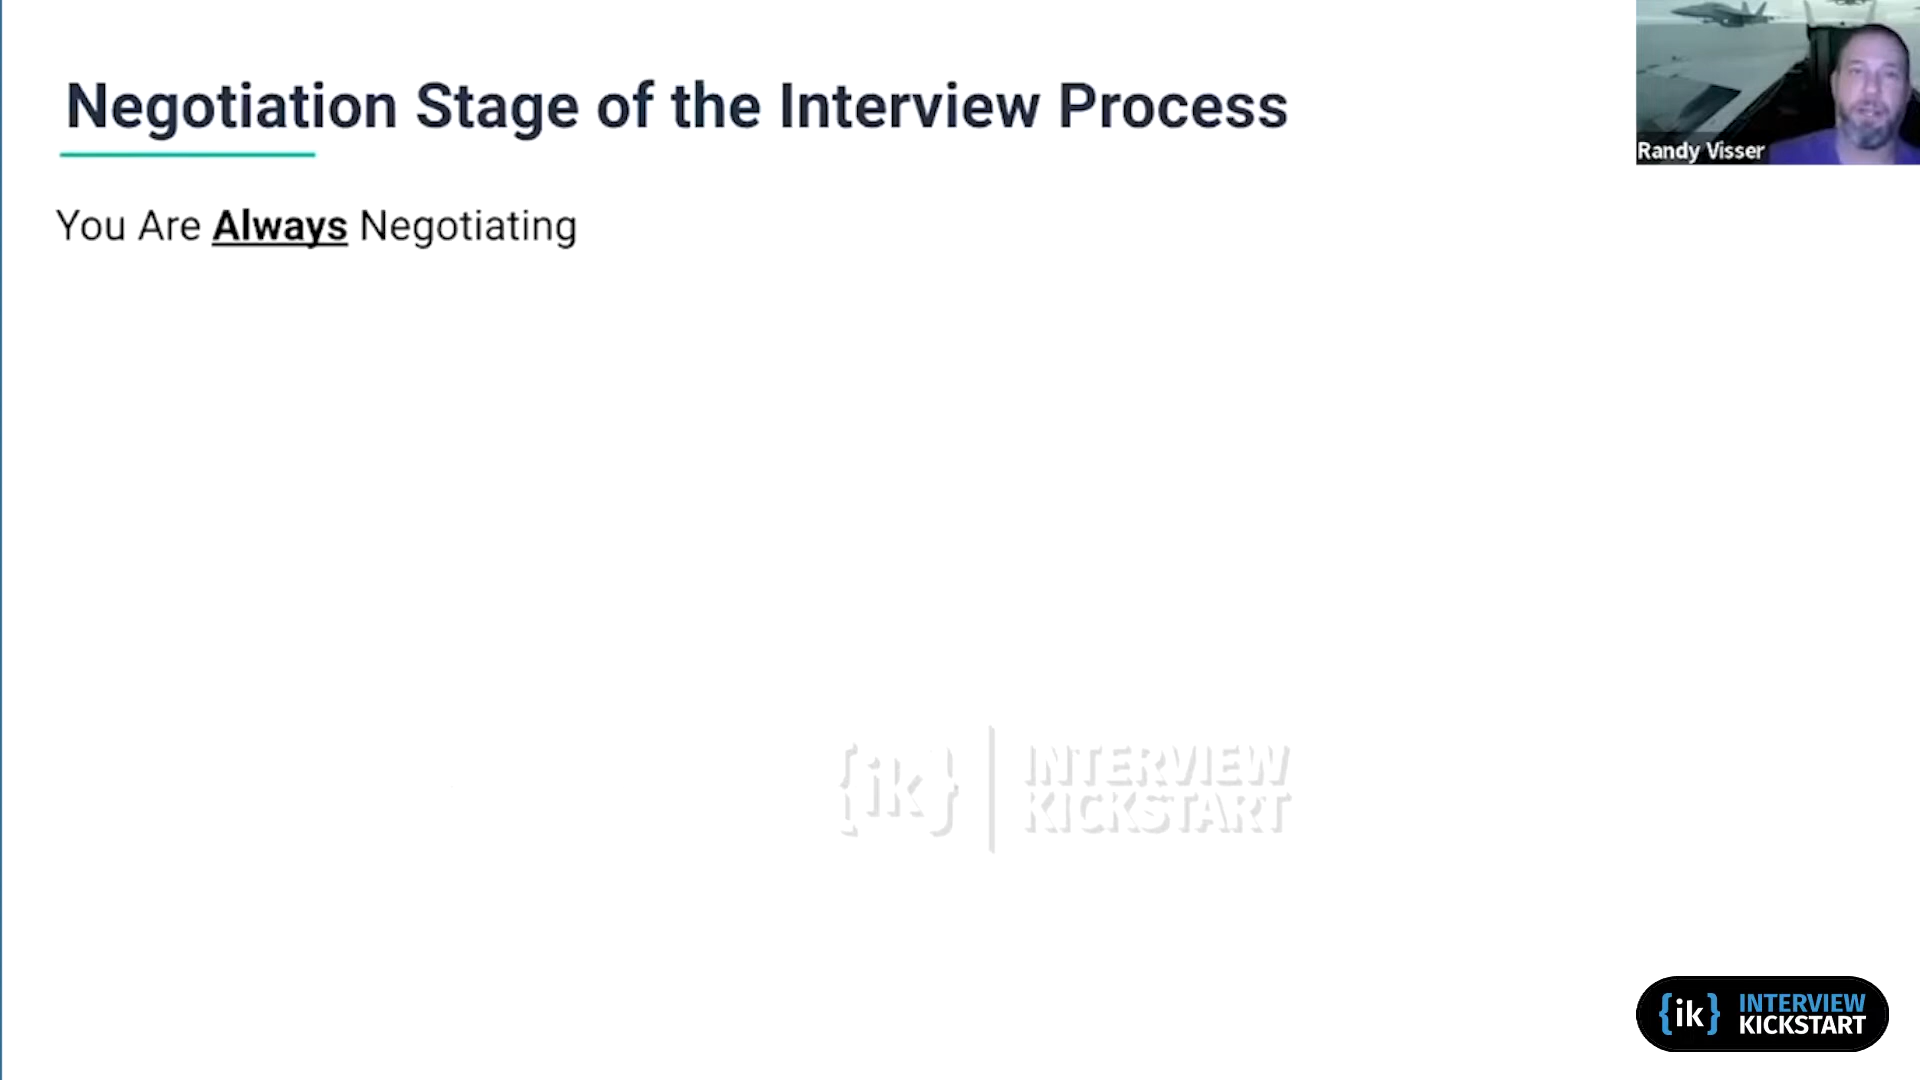 Negotiation Stage of the Interview Process
Randy Visser
You Are Always Negotiating
{ik} INTERVIEW
KICKSTART
{ik} INTERVIEW
KICKSTART